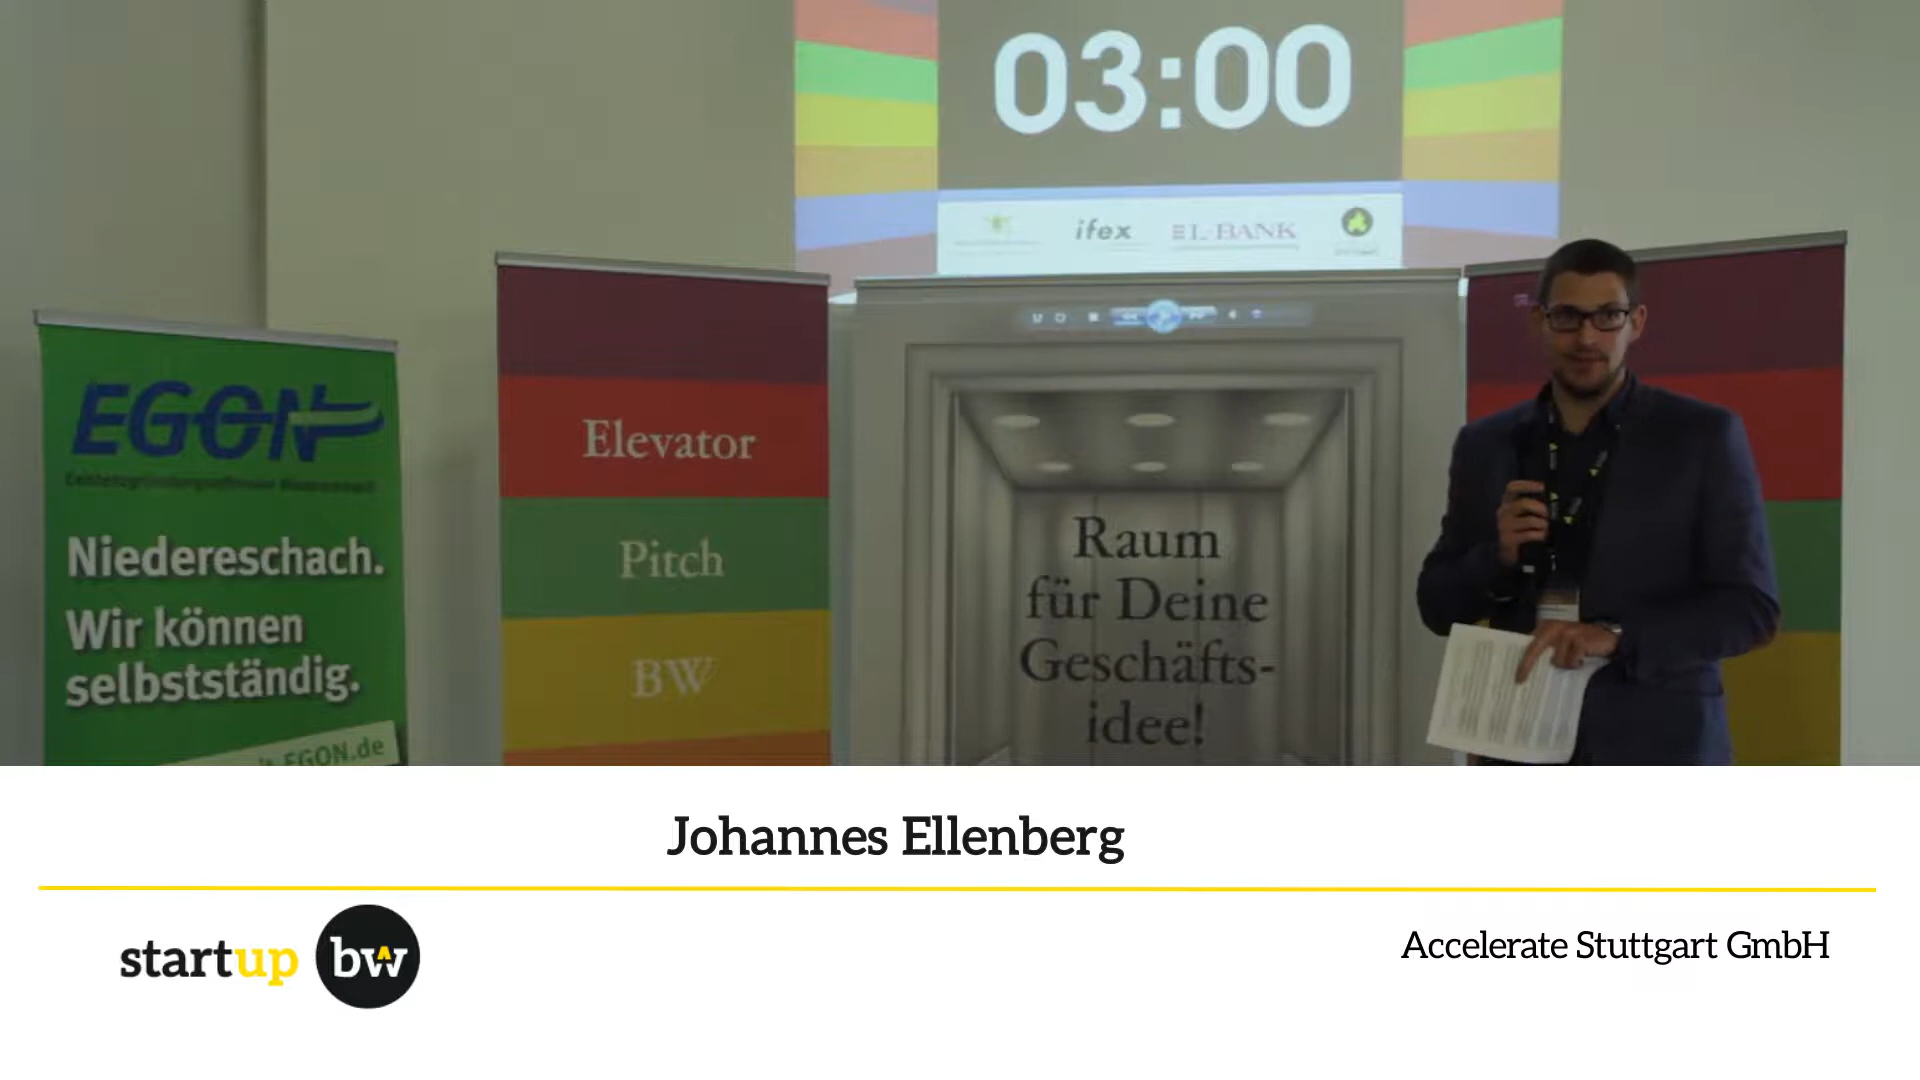 03:00
ifex
L-BANK
EGON
Niedereschach.
Wir können
selbstständig.
EGON.de
Elevator
Pitch
BW
Raum
für Deine
Geschäfts-
idee!
Johannes Ellenberg
startup bw
Accelerate Stuttgart GmbH